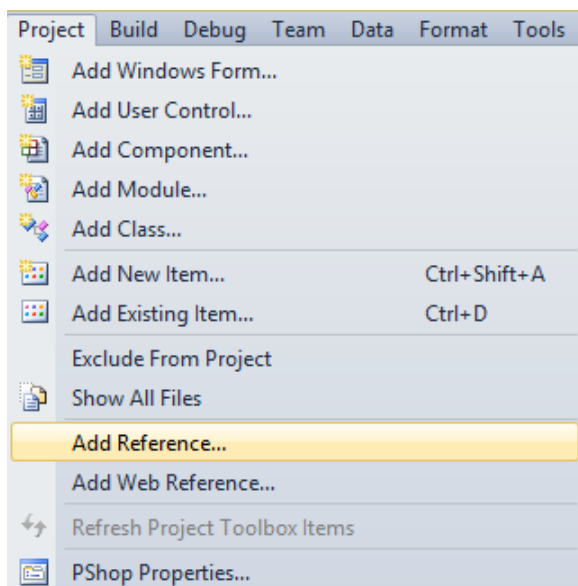 Project Build Debug Team Data Format Tools
Add Windows Form...
Add User Control...
Add Component...
Add Module...
Add Class...
Add New Item... Ctrl+Shift+A
Add Existing Item... Ctrl+D
Exclude From Project
Show All Files
Add Reference...
Add Web Reference...
Refresh Project Toolbox Items
PShop Properties...